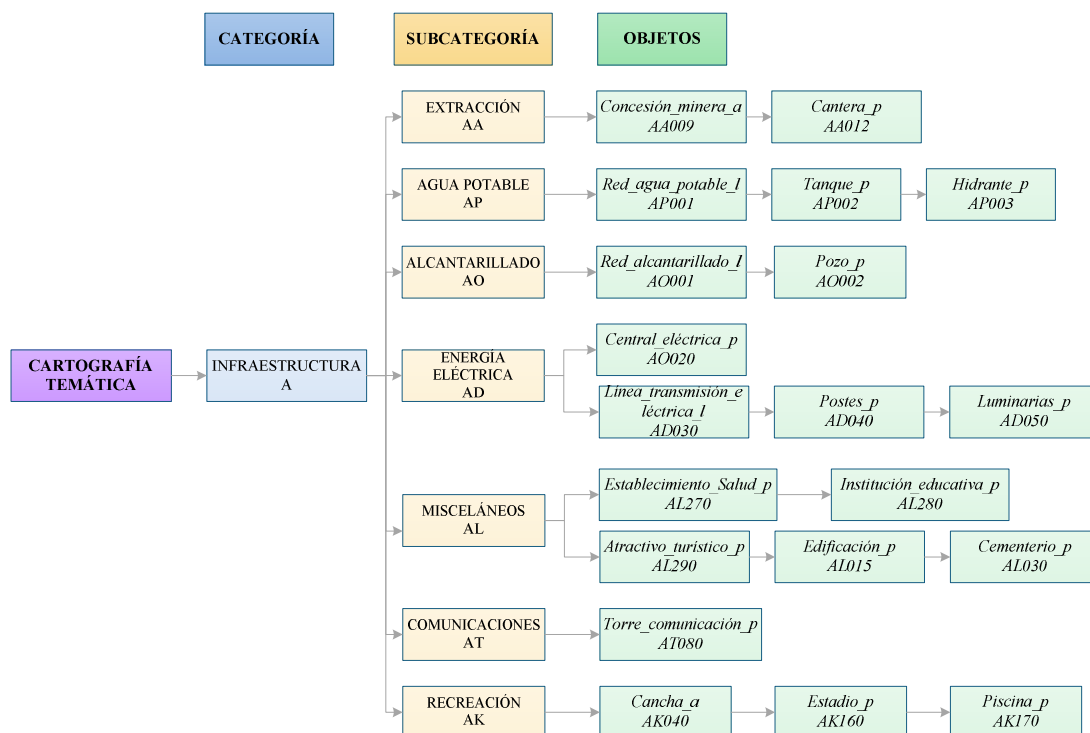 CATEGORÍA
SUBCATEGORÍA
OBJETOS
EXTRACCIÓN
AA
Concesión_minera_a
AA009
Cantera_p
AA012
AGUA POTABLE
AP
Red_agua_potable_l
AP001
Tanque_p
AP002
Hidrante_p
AP003
ALCANTARILLADO
AO
Red_alcantarillado_l
AO001
Pozo_p
AO002
CARTOGRAFÍA
TEMÁTICA
INFRAESTRUCTURA
A
ENERGÍA
ELÉCTRICA
AD
Central_eléctrica_p
AO020
Línea_transmisión_e
léctrica_l
AD030
Postes_p
AD040
Luminarias_p
AD050
MISCELÁNEOS
AL
Establecimiento_Salud_p
AL270
Institución_educativa_p
AL280
Atractivo_turístico_p
AL290
Edificación_p
AL015
Cementerio_p
AL030
COMUNICACIONES
AT
Torre_comunicación_p
AT080
RECREACIÓN
AK
Cancha_a
AK040
Estadio_p
AK160
Piscina_p
AK170